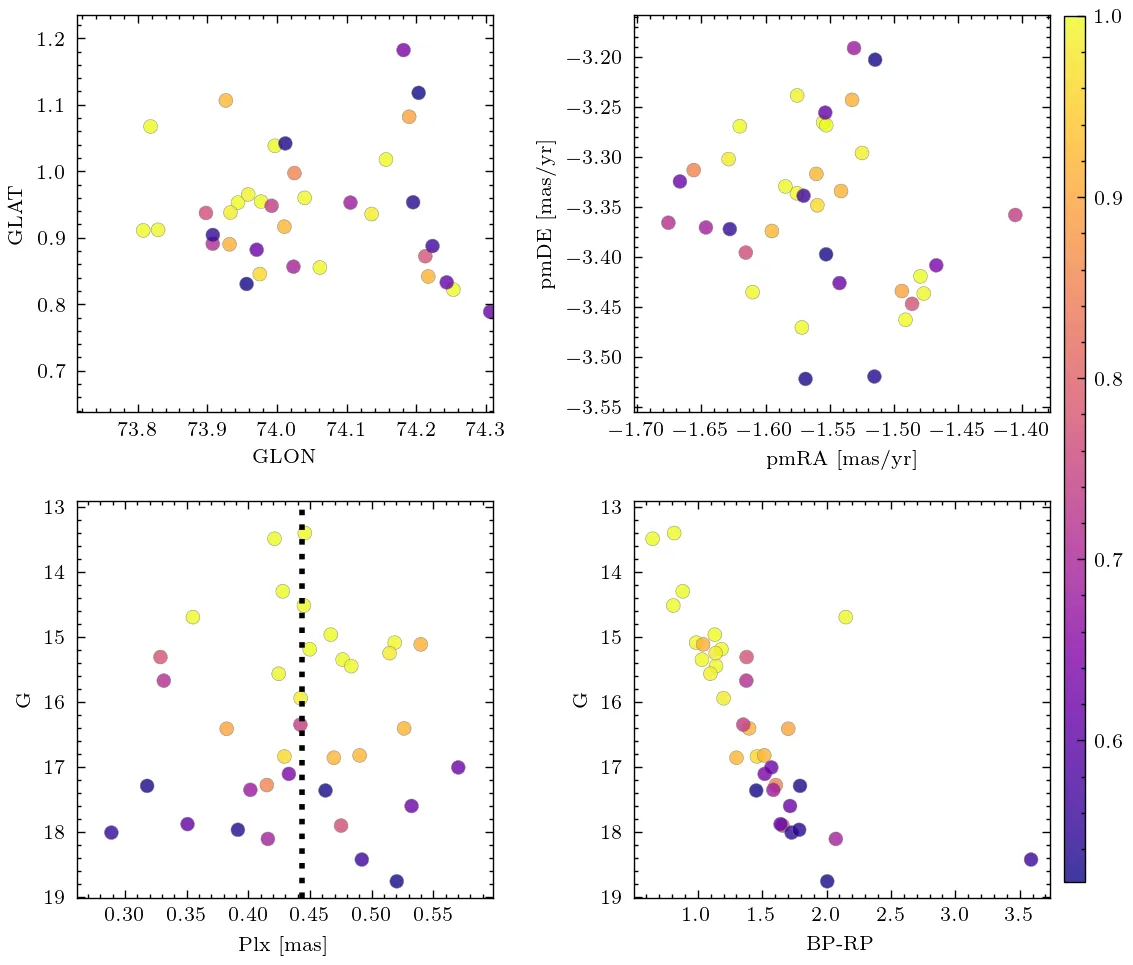 1.2
1.1
1.0
0.9
0.8
0.7
GLAT
73.8 73.9 74.0 74.1 74.2 74.3
GLON
−3.20
−3.25
−3.30
−3.35
−3.40
−3.45
−3.50
−3.55
pmDE [mas/yr]
−1.70 −1.65 −1.60 −1.55 −1.50 −1.45 −1.40
pmRA [mas/yr]
13
14
15
16
17
18
19
G
0.30 0.35 0.40 0.45 0.50 0.55
Plx [mas]
13
14
15
16
17
18
19
G
1.0 1.5 2.0 2.5 3.0 3.5
BP-RP
1.0
0.9
0.8
0.7
0.6